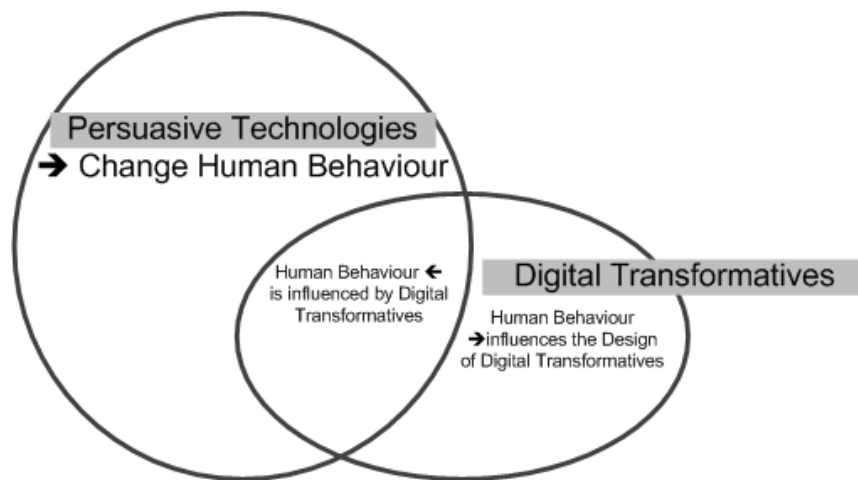 Persuasive Technologies
➔ Change Human Behaviour
Human Behaviour ←
is influenced by Digital
Transformatives
Digital Transformatives
Human Behaviour
➔influences the Design
of Digital Transformatives